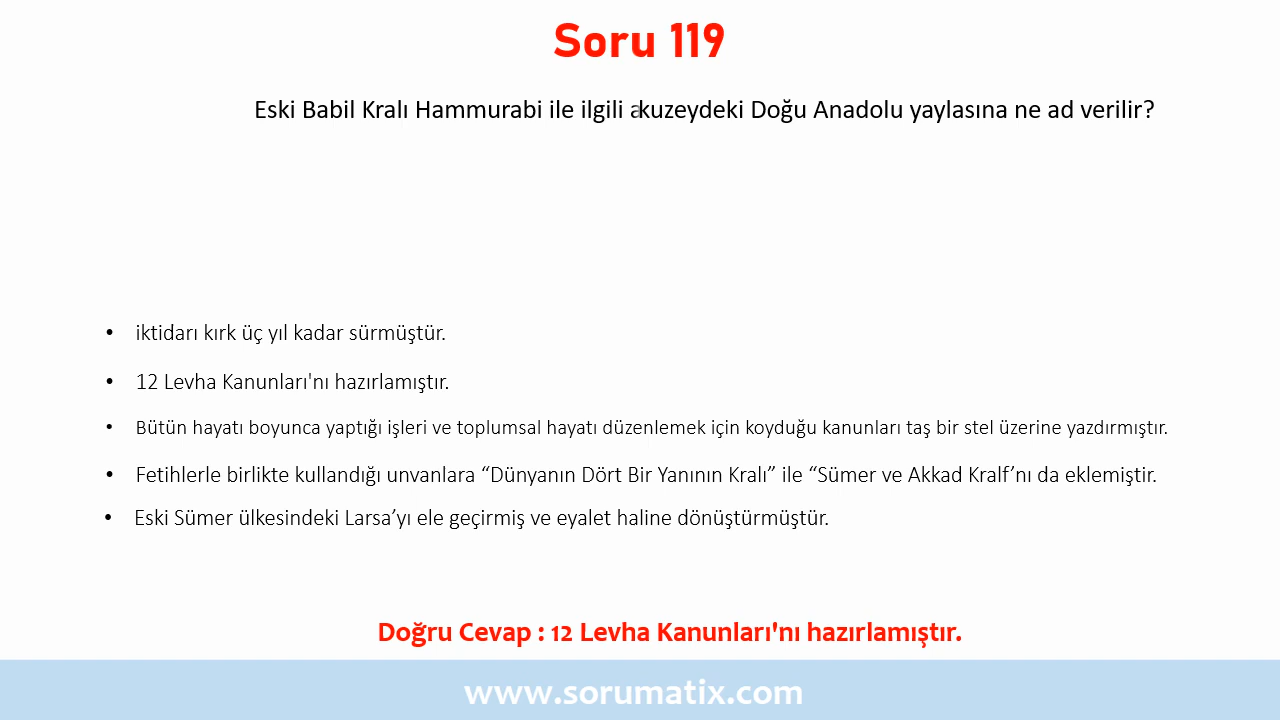 Soru 119
Eski Babil Kralı Hammurabi ile ilgili akuzeydeki Doğu Anadolu yaylasına ne ad verilir?
• iktidarı kırk üç yıl kadar sürmüştür.
• 12 Levha Kanunları'nı hazırlamıştır.
• Bütün hayatı boyunca yaptığı işleri ve toplumsal hayatı düzenlemek için koyduğu kanunları taş bir stel üzerine yazdırmıştır.
• Fetihlerle birlikte kullandığı unvanlara “Dünyanın Dört Bir Yanının Kralı” ile “Sümer ve Akkad Kralf’nı da eklemiştir.
• Eski Sümer ülkesindeki Larsa’yı ele geçirmiş ve eyalet haline dönüştürmüştür.
Doğru Cevap : 12 Levha Kanunları'nı hazırlamıştır.
www.sorumatix.com